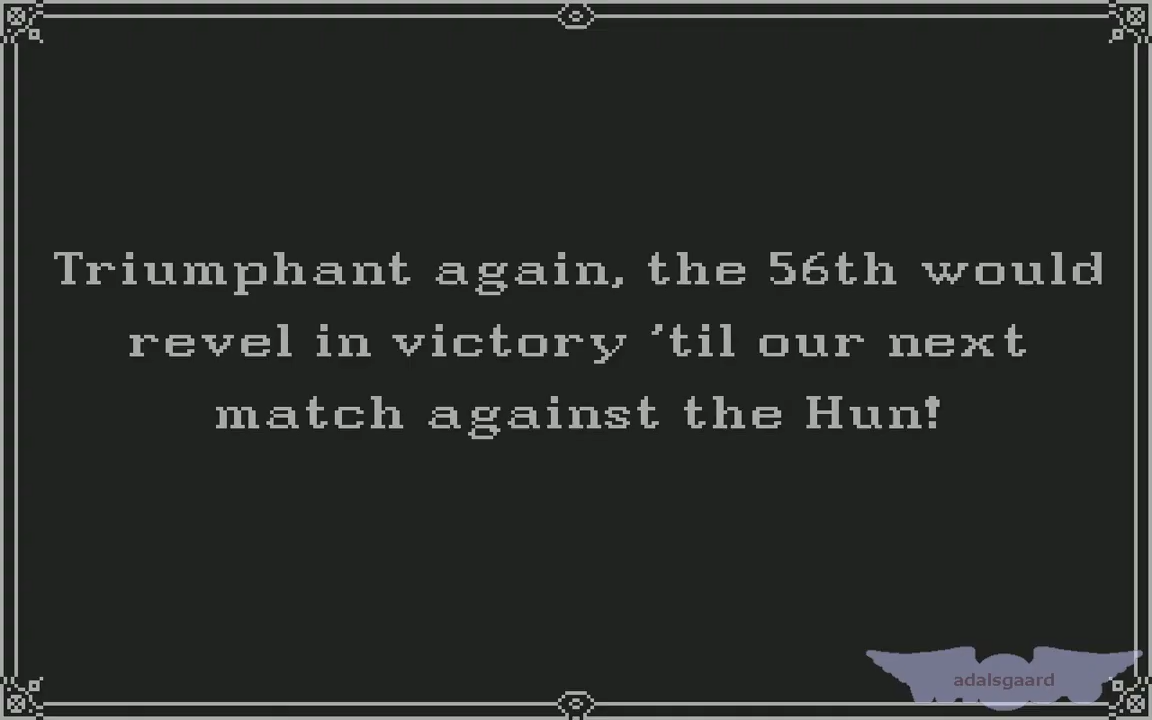 Triumphant again, the 56th would
revel in victory 'til our next
match against the Hun!
adalsgaard